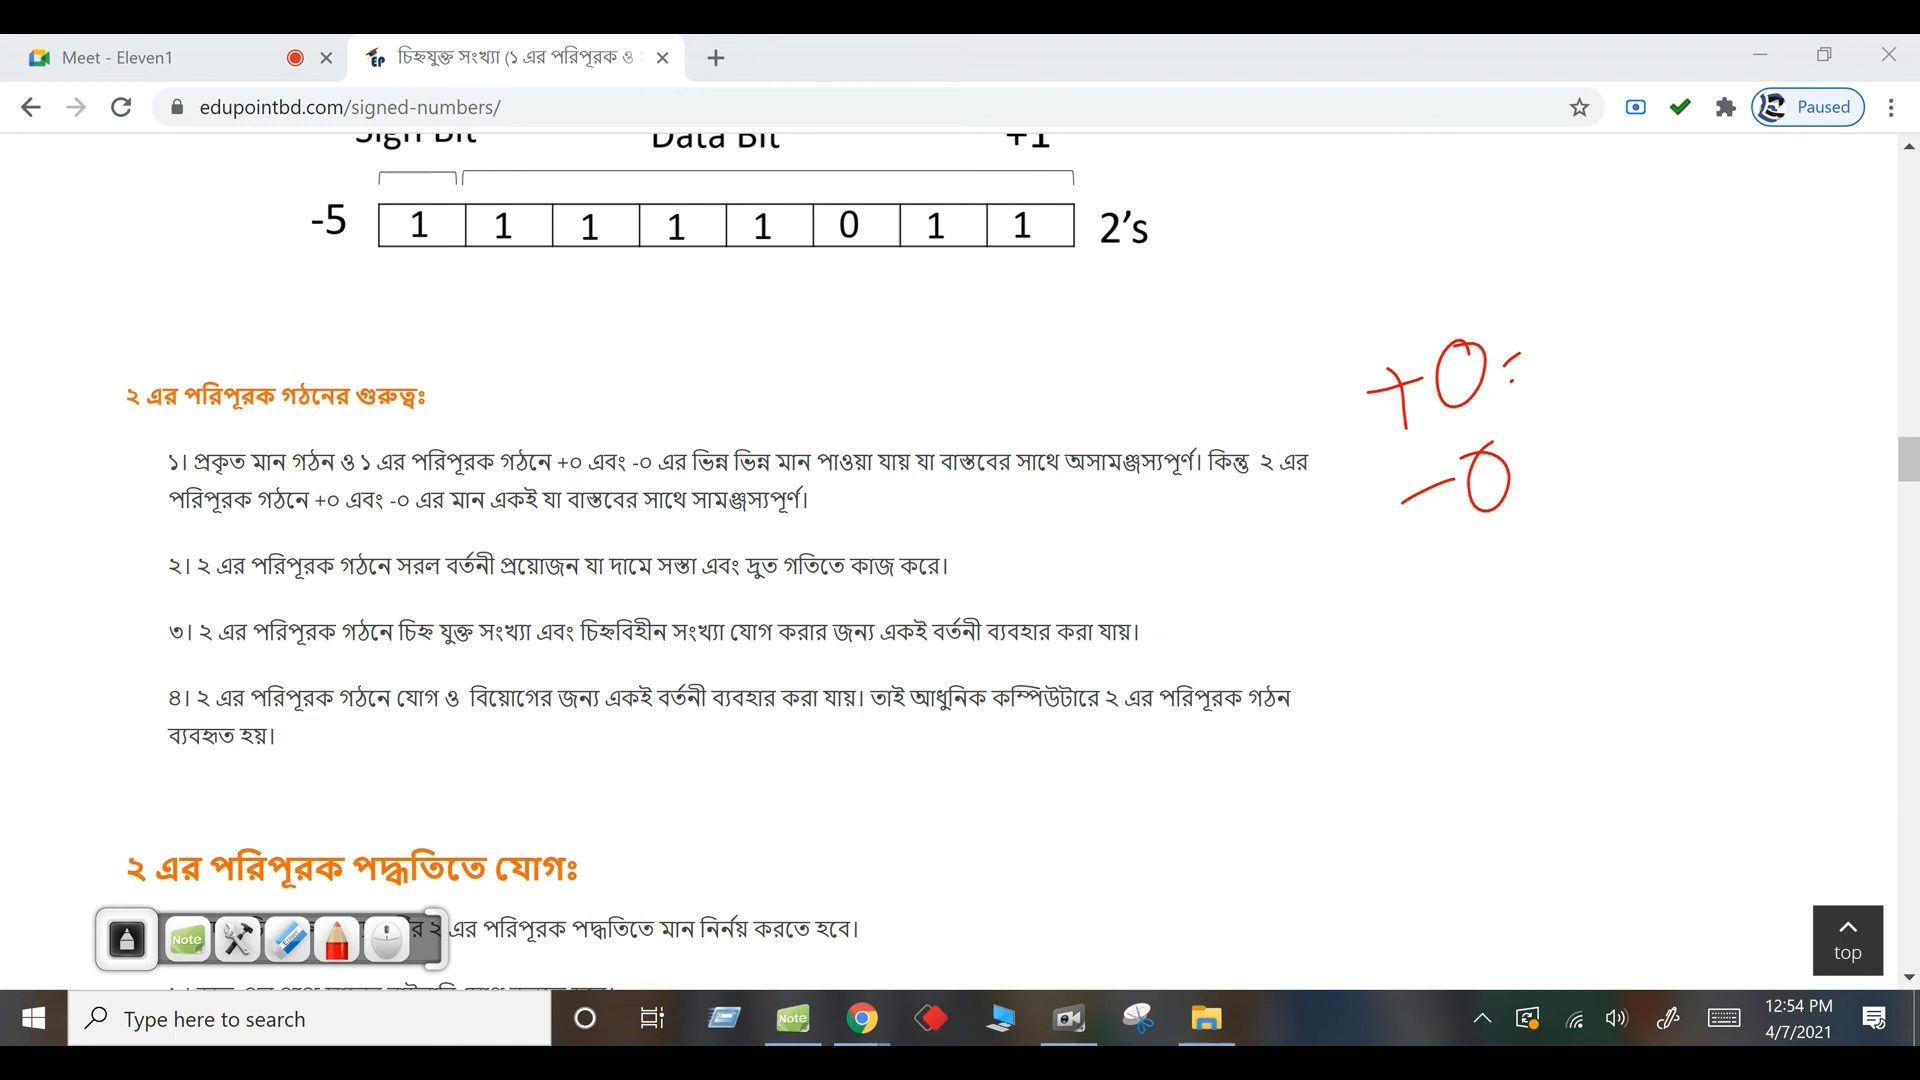 Meet - Eleven1
চিহ্নযুক্ত সংখ্যা (১ এর পরিপূরক ও
edupointbd.com/signed-numbers/
Paused
Sign Bit Data Bit +1
-5 1 1 1 1 1 0 1 1 2’s
+0:
-0
২ এর পরিপূরক গঠনের গুরুত্বঃ
১। প্রকৃত মান গঠন ও ১ এর পরিপূরক গঠনে +০ এবং -০ এর ভিন্ন ভিন্ন মান পাওয়া যায় যা বাস্তবের সাথে অসামঞ্জস্যপূর্ণ। কিন্তু ২ এর
পরিপূরক গঠনে +০ এবং -০ এর মান একই যা বাস্তবের সাথে সামঞ্জস্যপূর্ণ।
২। ২ এর পরিপূরক গঠনে সরল বর্তনী প্রয়োজন যা দামে সস্তা এবং দ্রুত গতিতে কাজ করে।
৩। ২ এর পরিপূরক গঠনে চিহ্ন যুক্ত সংখ্যা এবং চিহ্নবিহীন সংখ্যা যোগ করার জন্য একই বর্তনী ব্যবহার করা যায়।
৪। ২ এর পরিপূরক গঠনে যোগ ও বিয়োগের জন্য একই বর্তনী ব্যবহার করা যায়। তাই আধুনিক কম্পিউটারে ২ এর পরিপূরক গঠন
ব্যবহৃত হয়।
২ এর পরিপূরক পদ্ধতিতে যোগঃ
২ এর পরিপূরক পদ্ধতিতে মান নির্নয় করতে হবে।
Note
top
Type here to search
Note
12:54 PM
4/7/2021